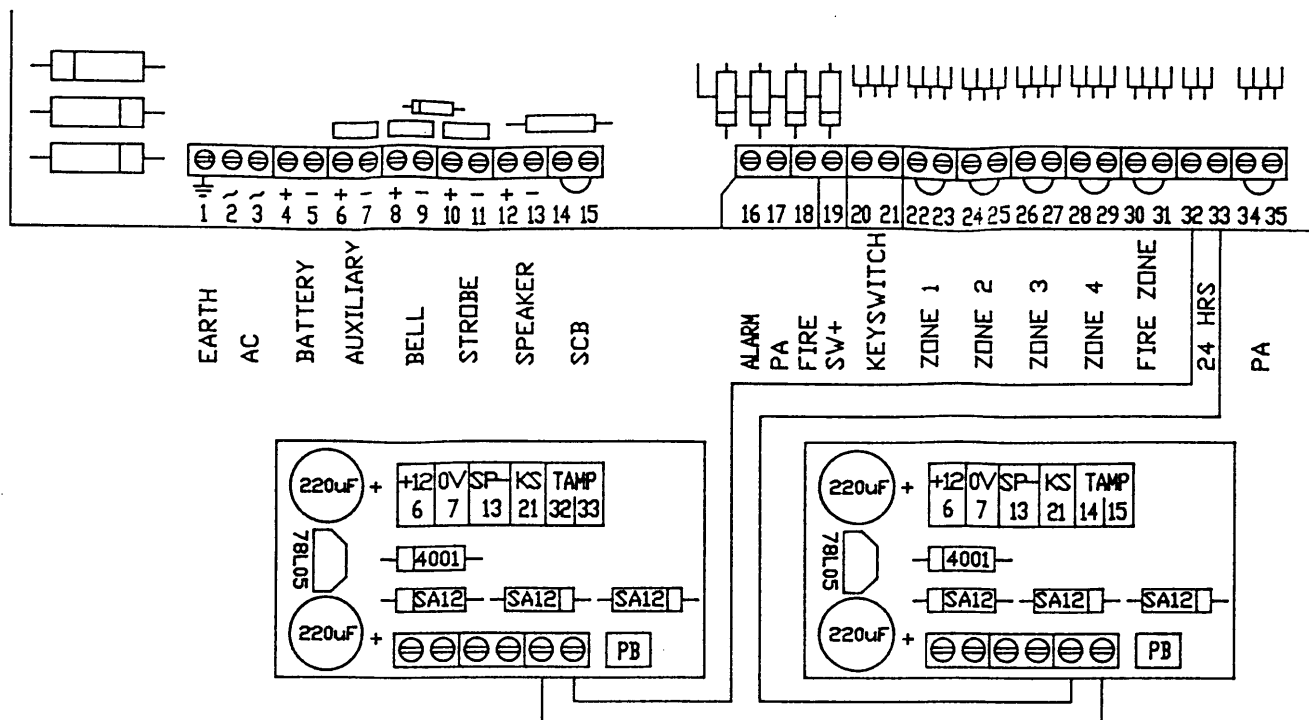 + − + − + − + − + −
1 2 3 4 5 6 7 8 9 10 11 12 13 14 15
16 17 18 19 20 21 22 23 24 25 26 27 28 29 30 31 32 33 34 35
EARTH
AC
BATTERY
AUXILIARY
BELL
STROBE
SPEAKER
SCB
ALARM
PA
FIRE
SW+
KEYSWITCH
ZONE 1
ZONE 2
ZONE 3
ZONE 4
FIRE ZONE
24 HRS
PA
220uF +
+12 0V SP- KS TAMP
6 7 13 21 32 33
78L05
4001
SA12 SA12 SA12
220uF +
PB
220uF +
+12 0V SP- KS TAMP
6 7 13 21 14 15
78L05
4001
SA12 SA12 SA12
220uF +
PB